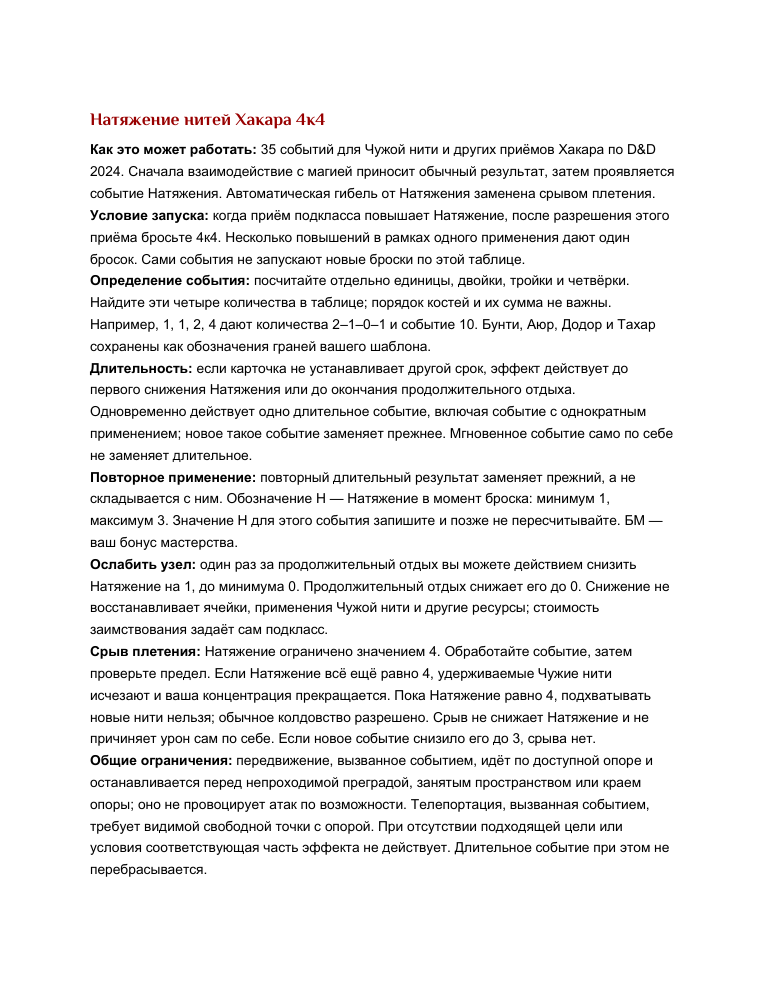 Натяжение нитей Хакара 4к4
Как это может работать: 35 событий для Чужой нити и других приёмов Хакара по D&D
2024. Сначала взаимодействие с магией приносит обычный результат, затем проявляется
событие Натяжения. Автоматическая гибель от Натяжения заменена срывом плетения.
Условие запуска: когда приём подкласса повышает Натяжение, после разрешения этого
приёма бросьте 4к4. Несколько повышений в рамках одного применения дают один
бросок. Сами события не запускают новые броски по этой таблице.
Определение события: посчитайте отдельно единицы, двойки, тройки и четвёрки.
Найдите эти четыре количества в таблице; порядок костей и их сумма не важны.
Например, 1, 1, 2, 4 дают количества 2–1–0–1 и событие 10. Бунти, Аюр, Додор и Тахар
сохранены как обозначения граней вашего шаблона.
Длительность: если карточка не устанавливает другой срок, эффект действует до
первого снижения Натяжения или до окончания продолжительного отдыха.
Одновременно действует одно длительное событие, включая событие с однократным
применением; новое такое событие заменяет прежнее. Мгновенное событие само по себе
не заменяет длительное.
Повторное применение: повторный длительный результат заменяет прежний, а не
складывается с ним. Обозначение Н — Натяжение в момент броска: минимум 1,
максимум 3. Значение Н для этого события запишите и позже не пересчитывайте. БМ —
ваш бонус мастерства.
Ослабить узел: один раз за продолжительный отдых вы можете действием снизить
Натяжение на 1, до минимума 0. Продолжительный отдых снижает его до 0. Снижение не
восстанавливает ячейки, применения Чужой нити и другие ресурсы; стоимость
заимствования задаёт сам подкласс.
Срыв плетения: Натяжение ограничено значением 4. Обработайте событие, затем
проверьте предел. Если Натяжение всё ещё равно 4, удерживаемые Чужие нити
исчезают и ваша концентрация прекращается. Пока Натяжение равно 4, подхватывать
новые нити нельзя; обычное колдовство разрешено. Срыв не снижает Натяжение и не
причиняет урон сам по себе. Если новое событие снизило его до 3, срыва нет.
Общие ограничения: передвижение, вызванное событием, идёт по доступной опоре и
останавливается перед непроходимой преградой, занятым пространством или краем
опоры; оно не провоцирует атак по возможности. Телепортация, вызванная событием,
требует видимой свободной точки с опорой. При отсутствии подходящей цели или
условия соответствующая часть эффекта не действует. Длительное событие при этом не
перебрасывается.